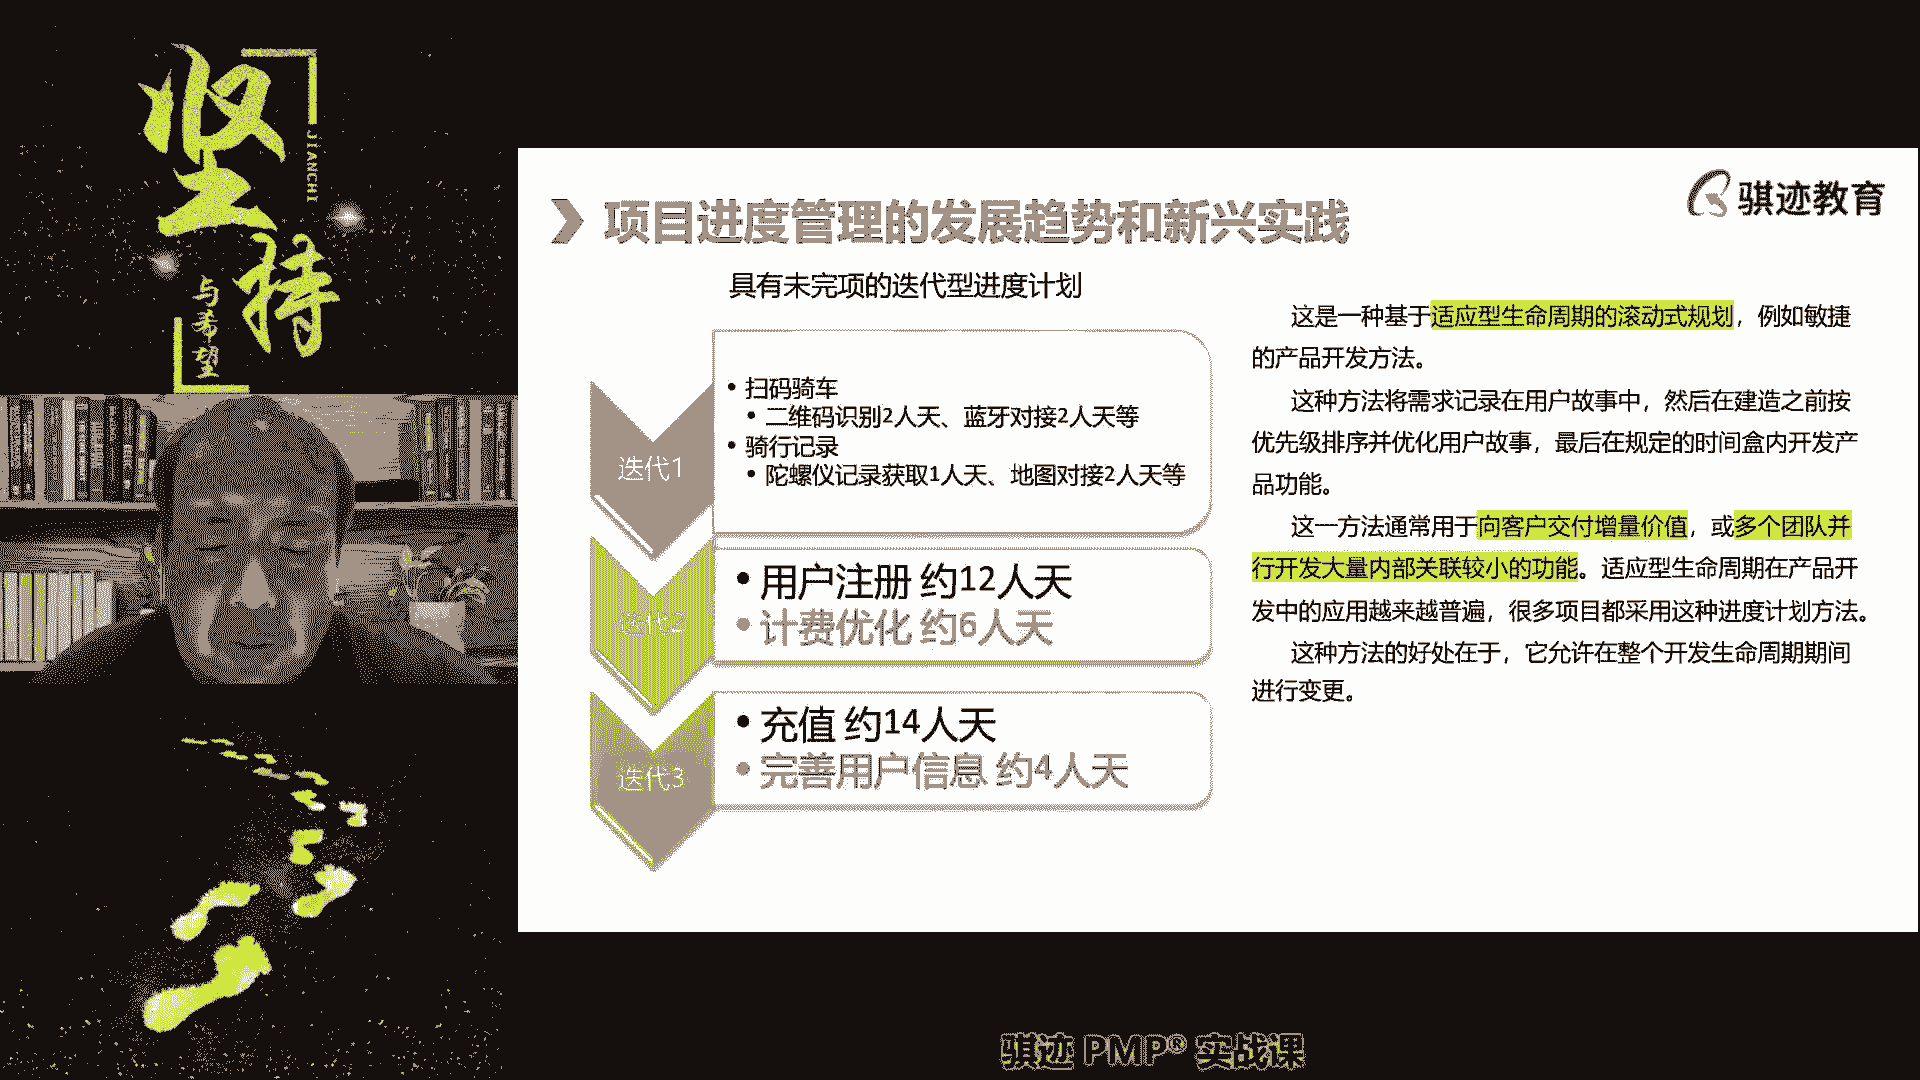 坚持
JIANCHI
与希望
骐迹教育
项目进度管理的发展趋势和新兴实践
具有未完项的迭代型进度计划
迭代1
• 扫码骑车
• 二维码识别2人天、蓝牙对接2人天等
• 骑行记录
• 陀螺仪记录获取1人天、地图对接2人天等
迭代2
• 用户注册 约12人天
• 计费优化 约6人天
迭代3
• 充值 约14人天
• 完善用户信息 约4人天
这是一种基于适应型生命周期的滚动式规划，例如敏捷
的产品开发方法。
这种方法将需求记录在用户故事中，然后在建造之前按
优先级排序并优化用户故事，最后在规定的时间盒内开发产
品功能。
这一方法通常用于向客户交付增量价值，或多个团队并
行开发大量内部关联较小的功能。适应型生命周期在产品开
发中的应用越来越普遍，很多项目都采用这种进度计划方法。
这种方法的好处在于，它允许在整个开发生命周期期间
进行变更。
骐迹 PMP® 实战课